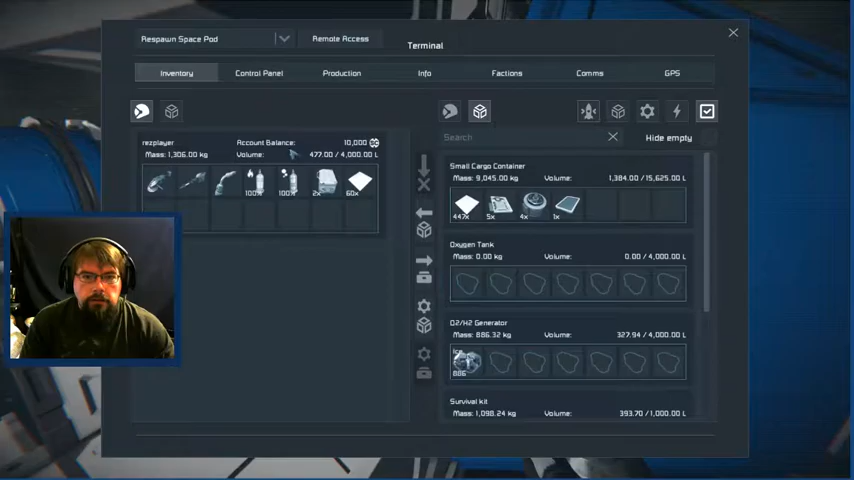 Respawn Space Pod
Remote Access
Terminal
Inventory
Control Panel
Production
Info
Factions
Comms
GPS
Search
Hide empty
rezplayer
Account Balance:
10,000
Mass: 1,306.00 kg
Volume:
477.00 / 4,000.00 L
100%
100%
2x
60x
Small Cargo Container
Mass: 9,045.00 kg
Volume:
1,384.00 / 15,625.00 L
447x
5x
4x
1x
Oxygen Tank
Mass: 0.00 kg
Volume:
0.00 / 4,000.00 L
O2/H2 Generator
Mass: 886.32 kg
Volume:
327.94 / 4,000.00 L
Ice
886
Survival kit
Mass: 1,098.24 kg
Volume:
393.70 / 1,000.00 L